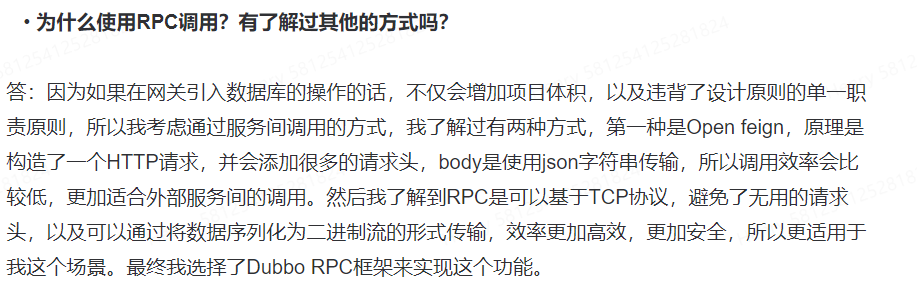 • 为什么使用RPC调用？有了解过其他的方式吗？
答：因为如果在网关引入数据库的操作的话，不仅会增加项目体积，以及违背了设计原则的单一职
责原则，所以我考虑通过服务间调用的方式，我了解过有两种方式，第一种是Open feign，原理是
构造了一个HTTP请求，并会添加很多的请求头，body是使用json字符串传输，所以调用效率会比
较低，更加适合外部服务间的调用。然后我了解到RPC是可以基于TCP协议，避免了无用的请求
头，以及可以通过将数据序列化为二进制流的形式传输，效率更加高效，更加安全，所以更适用于
我这个场景。最终我选择了Dubbo RPC框架来实现这个功能。